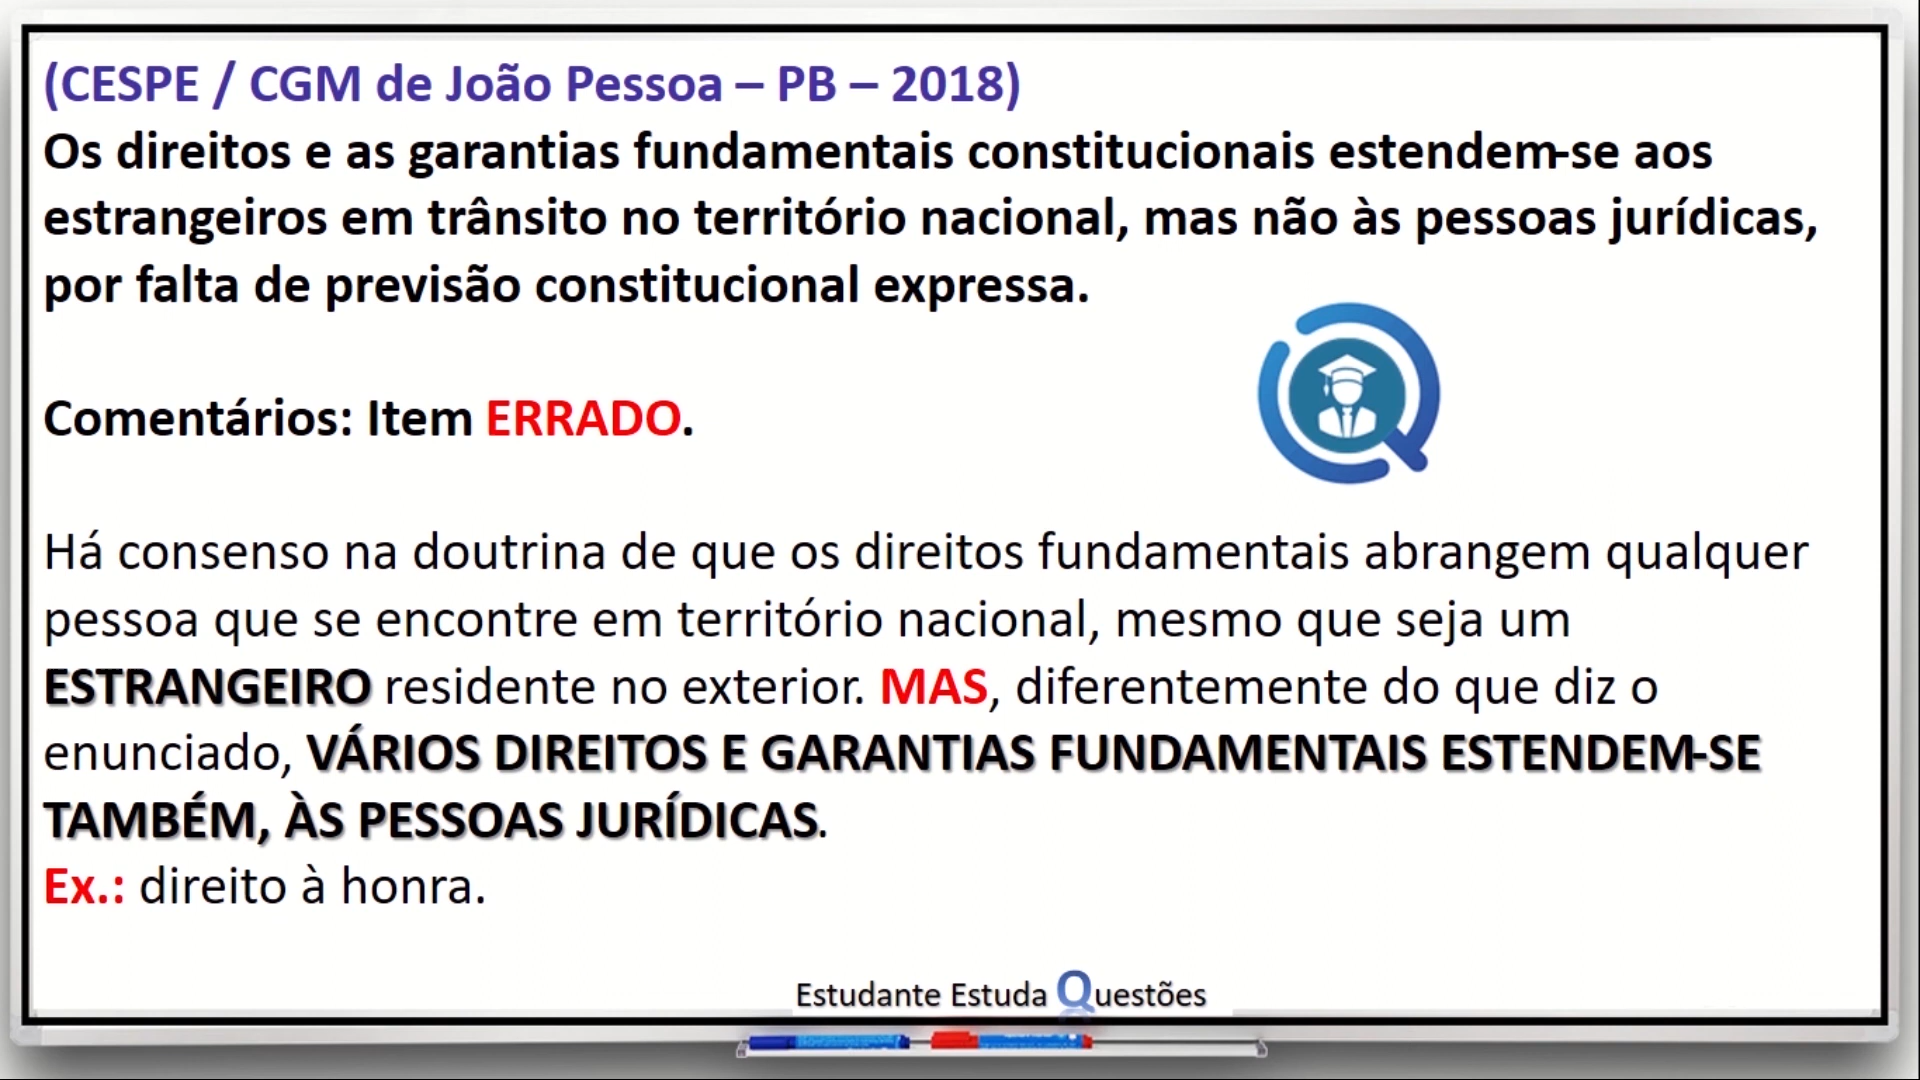 (CESPE / CGM de João Pessoa – PB – 2018)
Os direitos e as garantias fundamentais constitucionais estendem-se aos
estrangeiros em trânsito no território nacional, mas não às pessoas jurídicas,
por falta de previsão constitucional expressa.
Comentários: Item ERRADO.
Há consenso na doutrina de que os direitos fundamentais abrangem qualquer
pessoa que se encontre em território nacional, mesmo que seja um
ESTRANGEIRO residente no exterior. MAS, diferentemente do que diz o
enunciado, VÁRIOS DIREITOS E GARANTIAS FUNDAMENTAIS ESTENDEM-SE
TAMBÉM, ÀS PESSOAS JURÍDICAS.
Ex.: direito à honra.
Estudante Estuda Questões